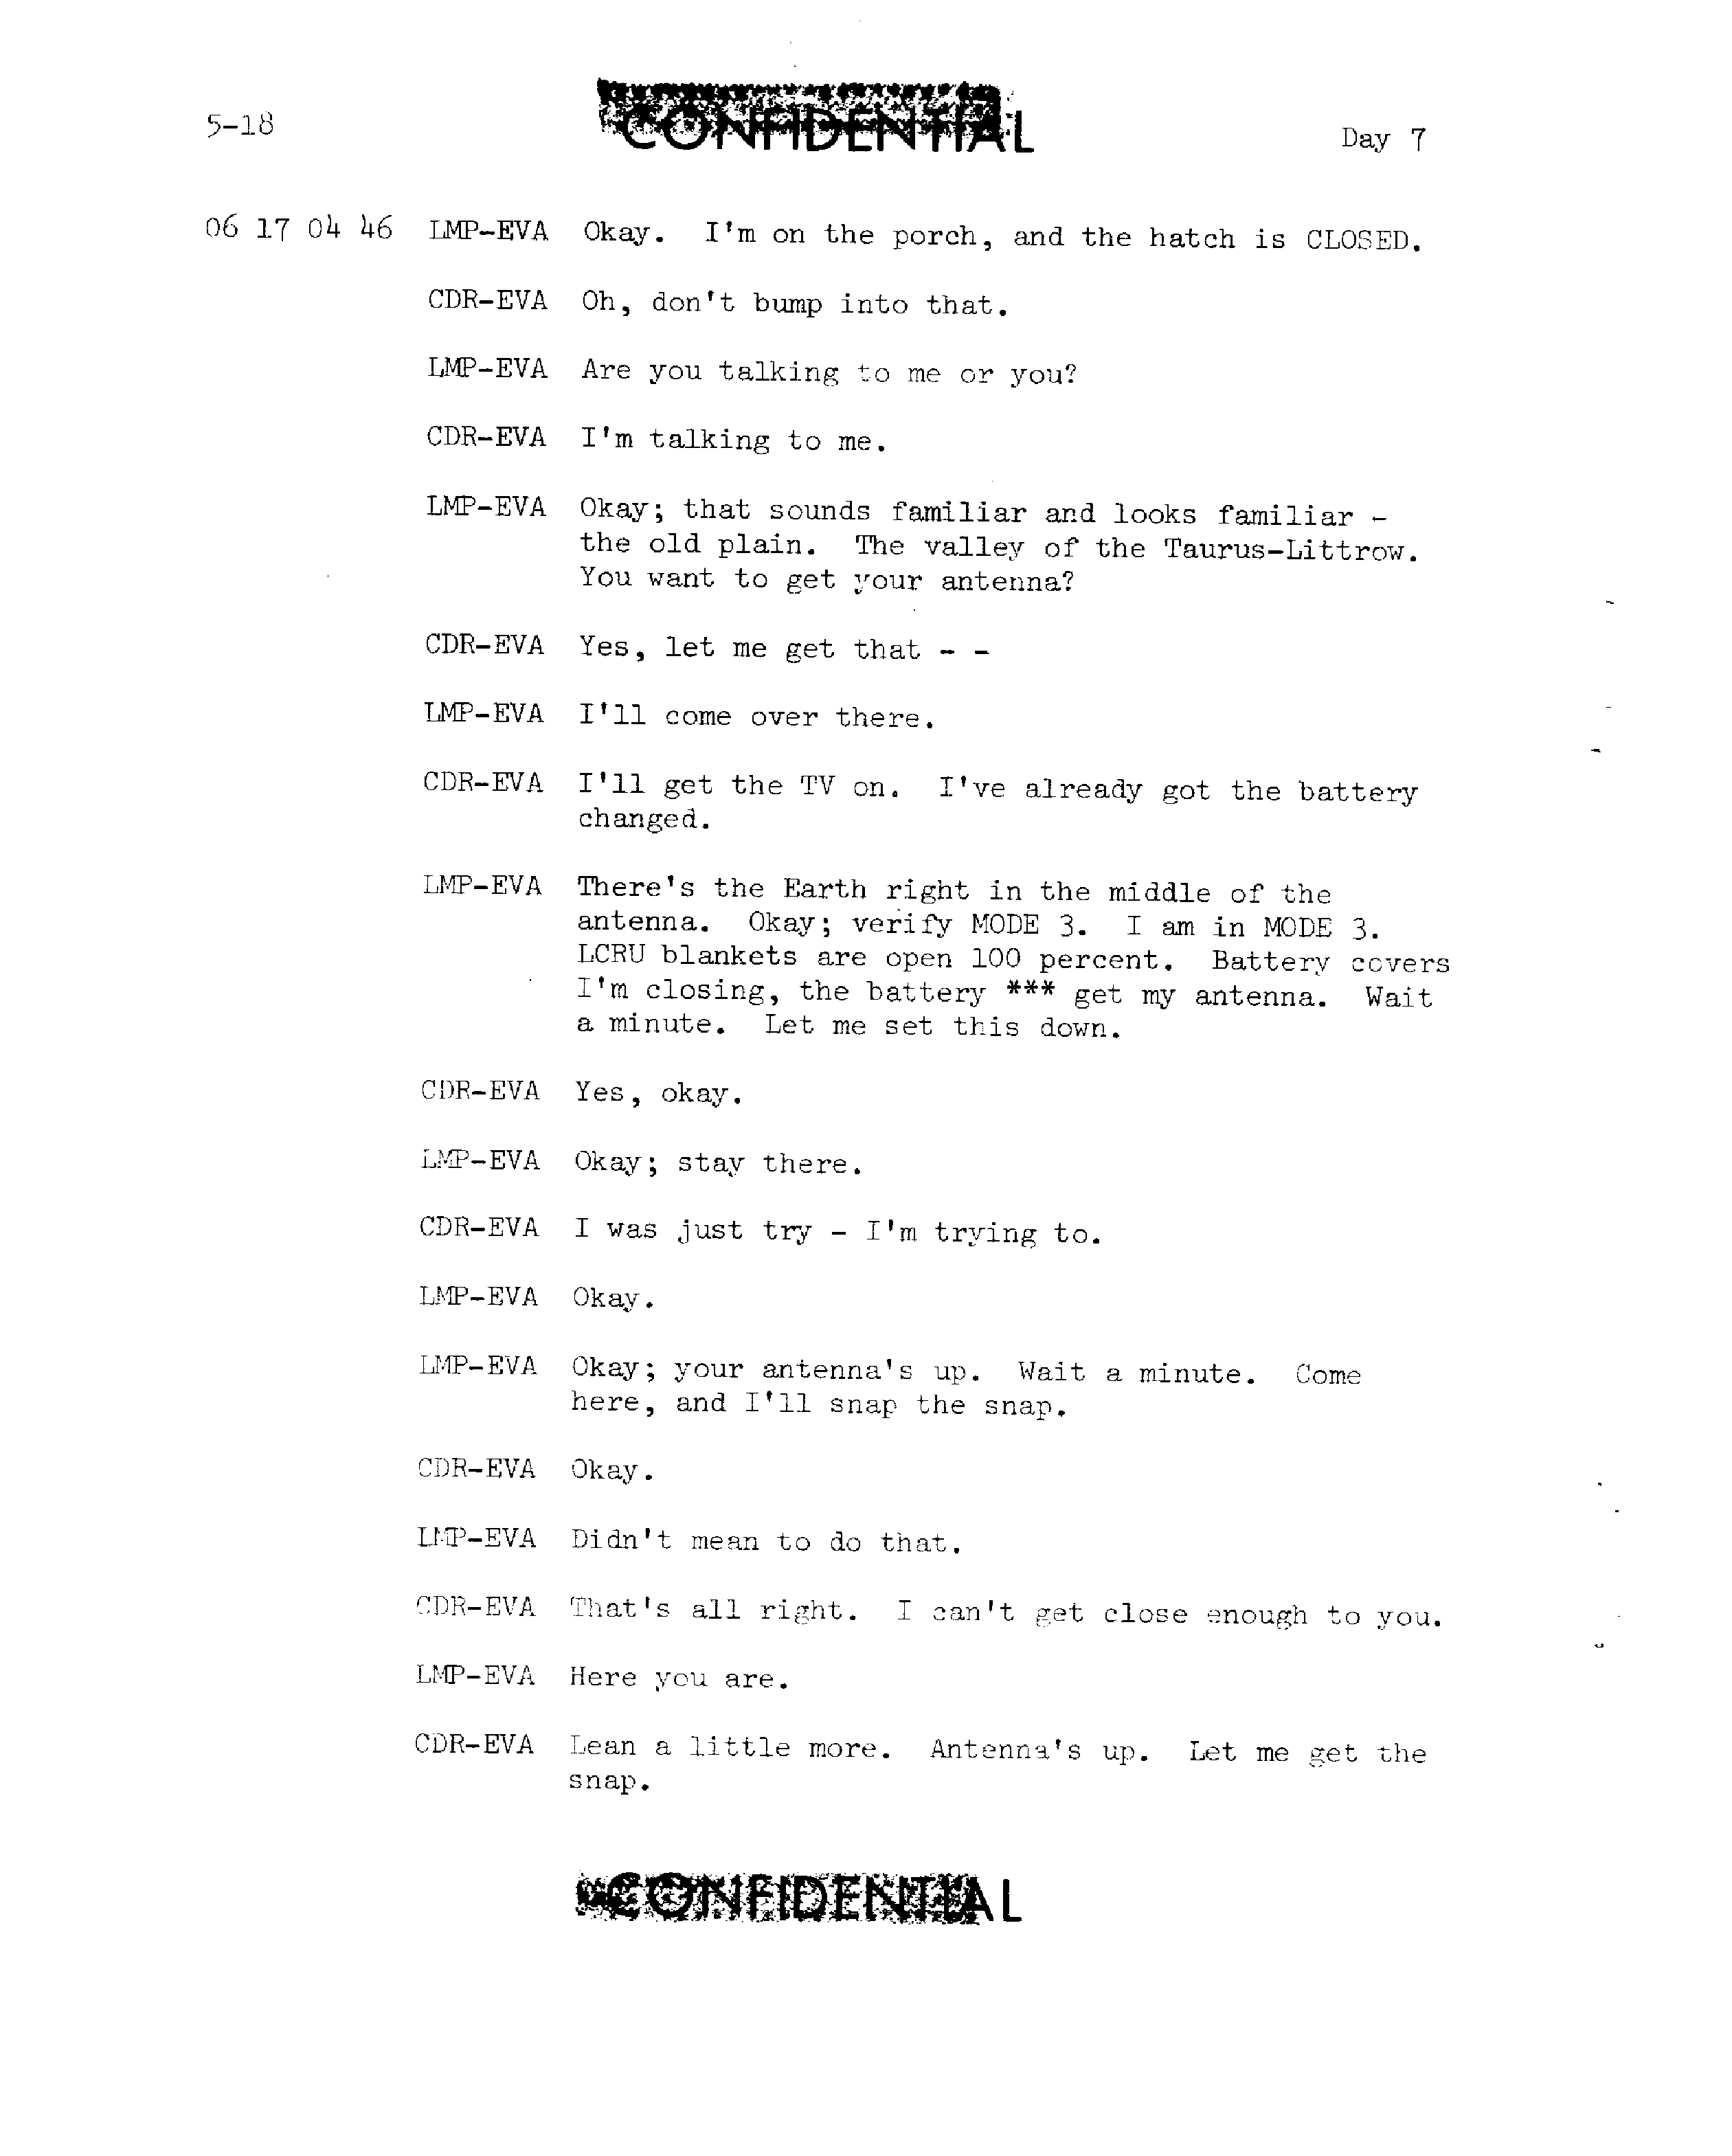 5-18
CONFIDENTIAL
Day 7
06 17 04 46 LMP-EVA Okay. I'm on the porch, and the hatch is CLOSED.
CDR-EVA Oh, don't bump into that.
LMP-EVA Are you talking to me or you?
CDR-EVA I'm talking to me.
LMP-EVA Okay; that sounds familiar and looks familiar -
the old plain. The valley of the Taurus-Littrow.
You want to get your antenna?
CDR-EVA Yes, let me get that - -
LMP-EVA I'll come over there.
CDR-EVA I'll get the TV on. I've already got the battery
changed.
LMP-EVA There's the Earth right in the middle of the
antenna. Okay; verify MODE 3. I am in MODE 3.
LCRU blankets are open 100 percent. Battery covers
I'm closing, the battery *** get my antenna. Wait
a minute. Let me set this down.
CDR-EVA Yes, okay.
LMP-EVA Okay; stay there.
CDR-EVA I was just try - I'm trying to.
LMP-EVA Okay.
LMP-EVA Okay; your antenna's up. Wait a minute. Come
here, and I'll snap the snap.
CDR-EVA Okay.
LMP-EVA Didn't mean to do that.
CDR-EVA That's all right. I can't get close enough to you.
LMP-EVA Here you are.
CDR-EVA Lean a little more. Antenna's up. Let me get the
snap.
CONFIDENTIAL